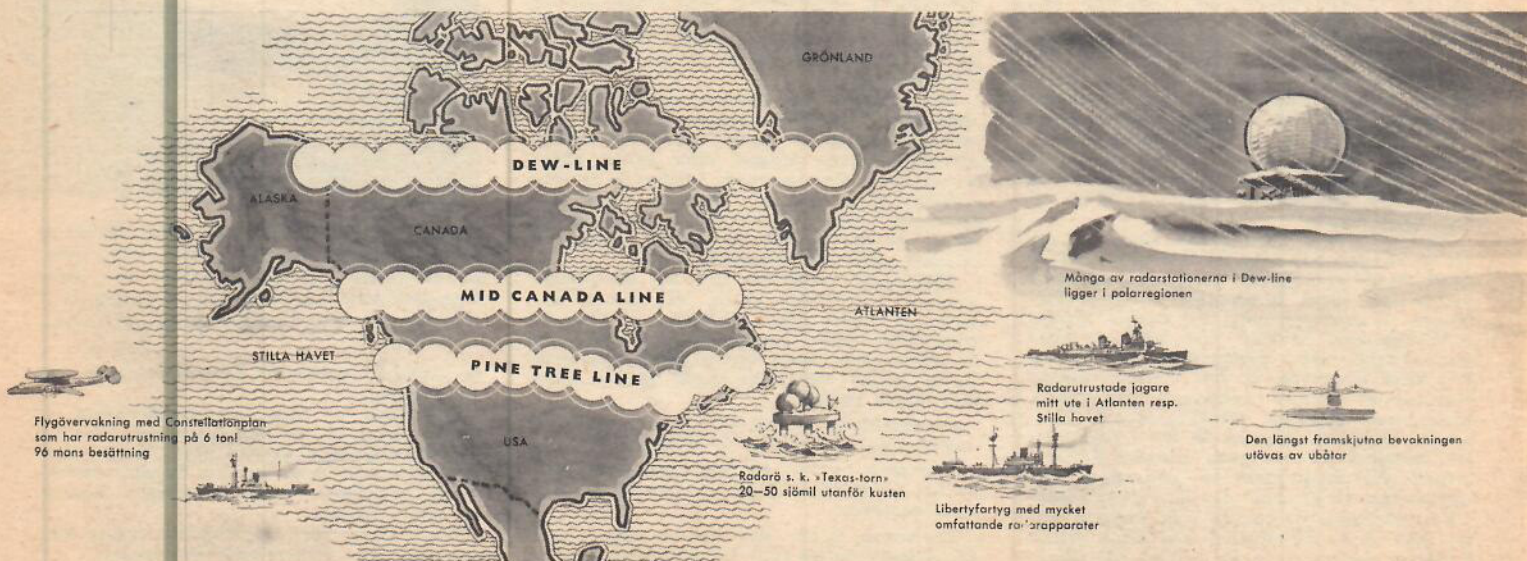 GRÖNLAND
DEW-LINE
ALASKA
CANADA
Många av radarstationerna i Dew-line
ligger i polarregionen
MID CANADA LINE
ATLANTEN
STILLA HAVET
PINE TREE LINE
Radarutrustade jagare
mitt ute i Atlanten resp.
Stilla havet
Flygövervakning med Constellationplan
som har radarutrustning på 6 ton!
96 mans besättning
USA
Den längst framskjutna bevakningen
utövas av ubåtar
Radarö s. k. »Texas-torn»
20—50 sjömil utanför kusten
Libertyfartyg med mycket
omfattande radarapparater